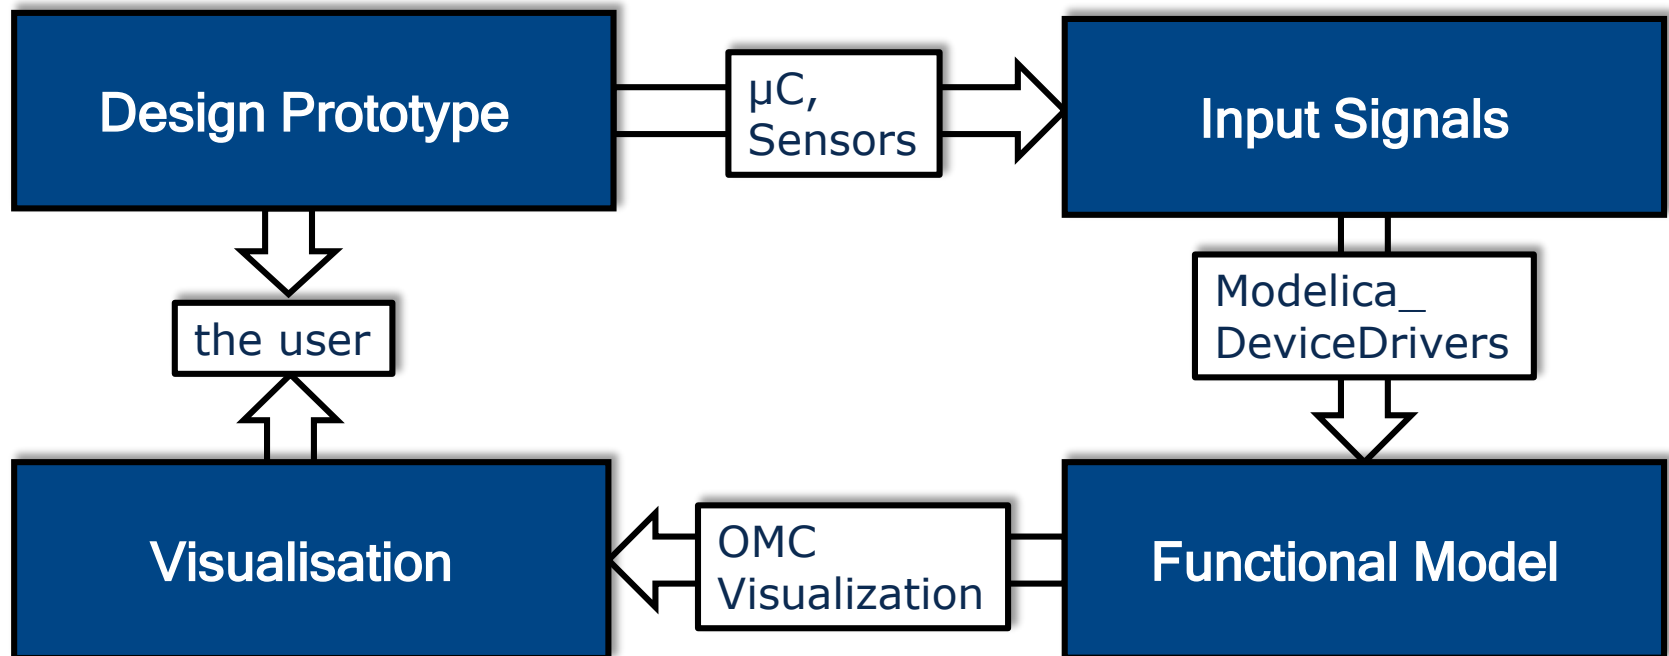 Design Prototype
µC,
Sensors
Input Signals
the user
Modelica_
DeviceDrivers
Visualisation
OMC
Visualization
Functional Model